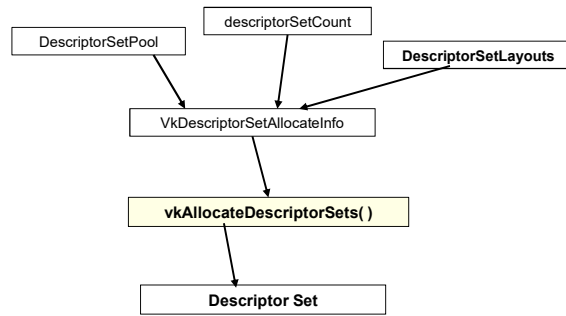 descriptorSetCount
DescriptorSetPool
DescriptorSetLayouts
VkDescriptorSetAllocateInfo
vkAllocateDescriptorSets( )
Descriptor Set